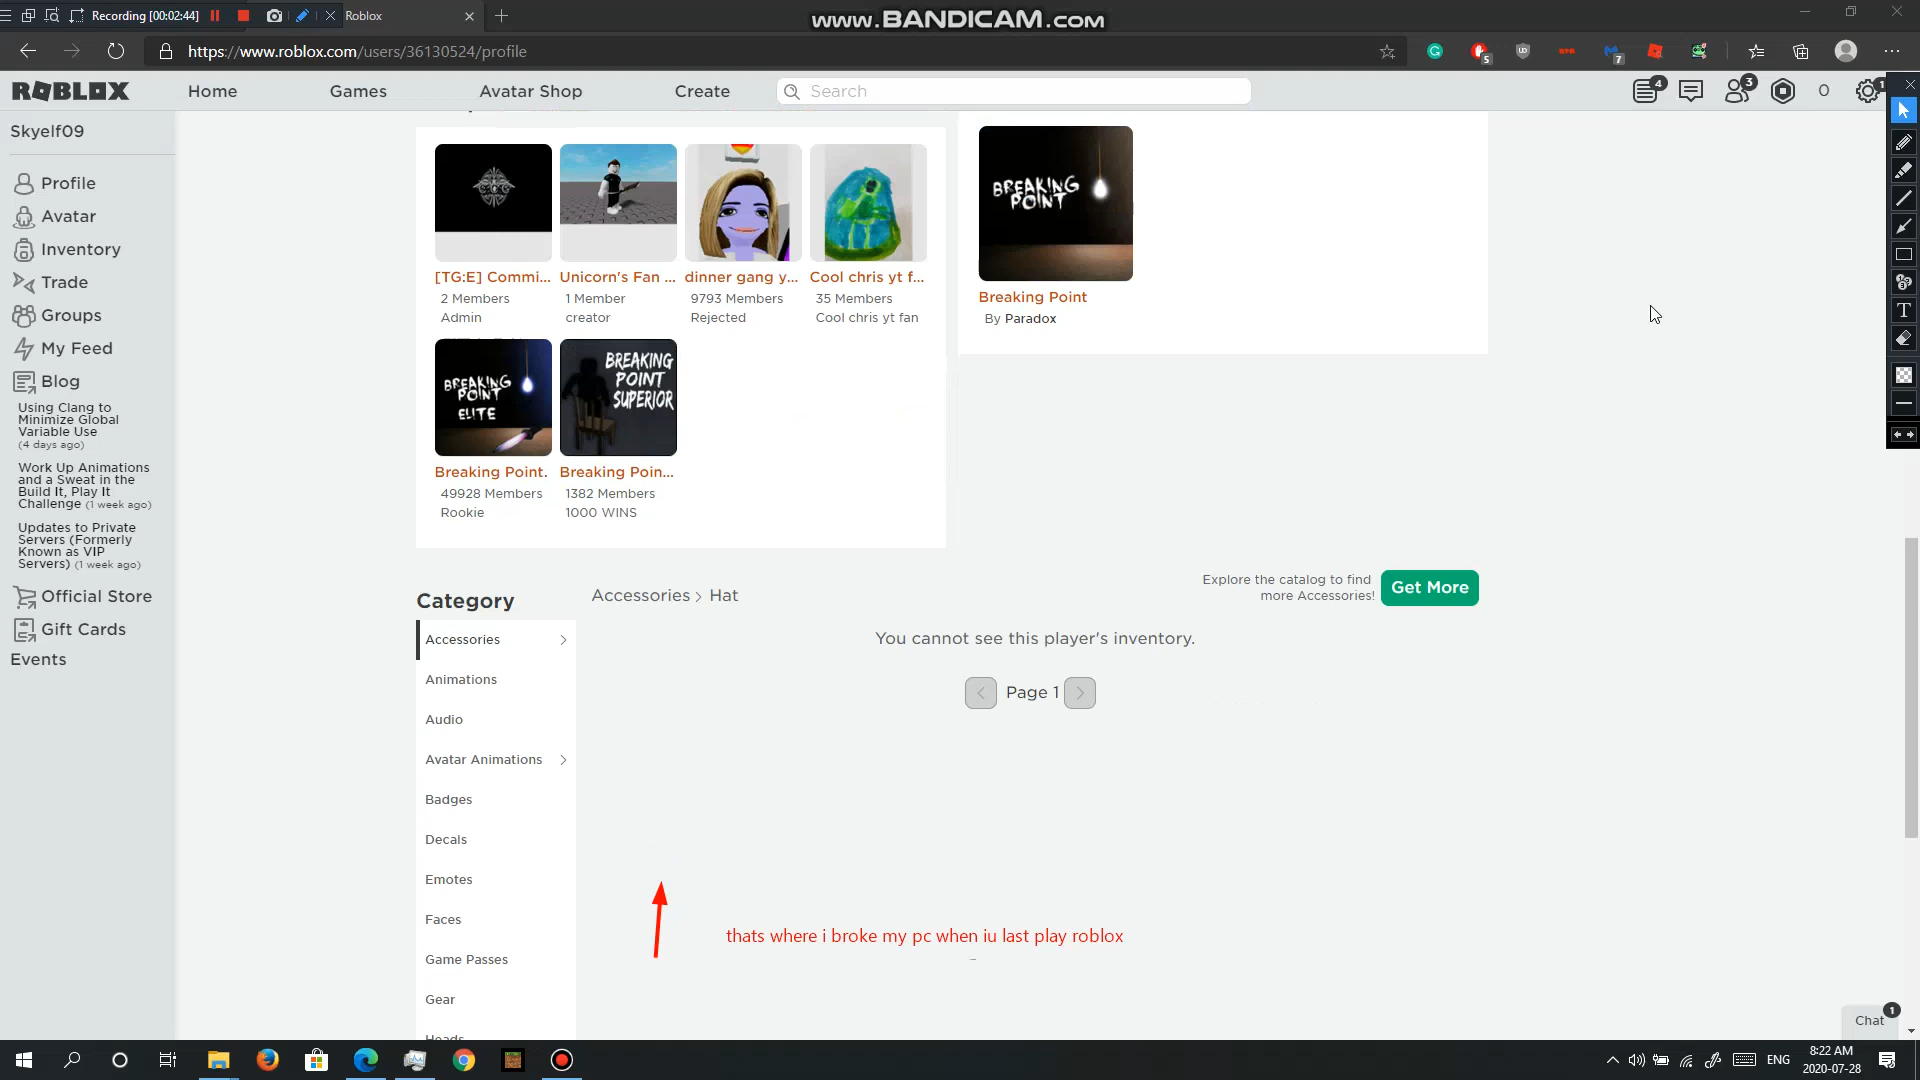 Recording [00:02:44]
Roblox
www.BANDICAM.com
https://www.roblox.com/users/36130524/profile
5
7
ROBLOX
Home
Games
Avatar Shop
Create
Search
4
3
0
1
Skyelf09
Profile
Avatar
Inventory
Trade
Groups
My Feed
Blog
Using Clang to
Minimize Global
Variable Use
(4 days ago)
Work Up Animations
and a Sweat in the
Build It, Play It
Challenge (1 week ago)
Updates to Private
Servers (Formerly
Known as VIP
Servers) (1 week ago)
Official Store
Gift Cards
Events
[TG:E] Commi...
2 Members
Admin
Unicorn's Fan ...
1 Member
creator
dinner gang y...
9793 Members
Rejected
Cool chris yt f...
35 Members
Cool chris yt fan
BREAKING
POINT
ELITE
Breaking Point.
49928 Members
Rookie
BREAKING
POINT
SUPERIOR
Breaking Poin...
1382 Members
1000 WINS
BREAKING
POINT
Breaking Point
By Paradox
Category
Accessories
Animations
Audio
Avatar Animations
Badges
Decals
Emotes
Faces
Game Passes
Gear
Heads
Accessories > Hat
Explore the catalog to find
more Accessories!
Get More
You cannot see this player's inventory.
Page 1
thats where i broke my pc when iu last play roblox
Chat
1
ENG
8:22 AM
2020-07-28